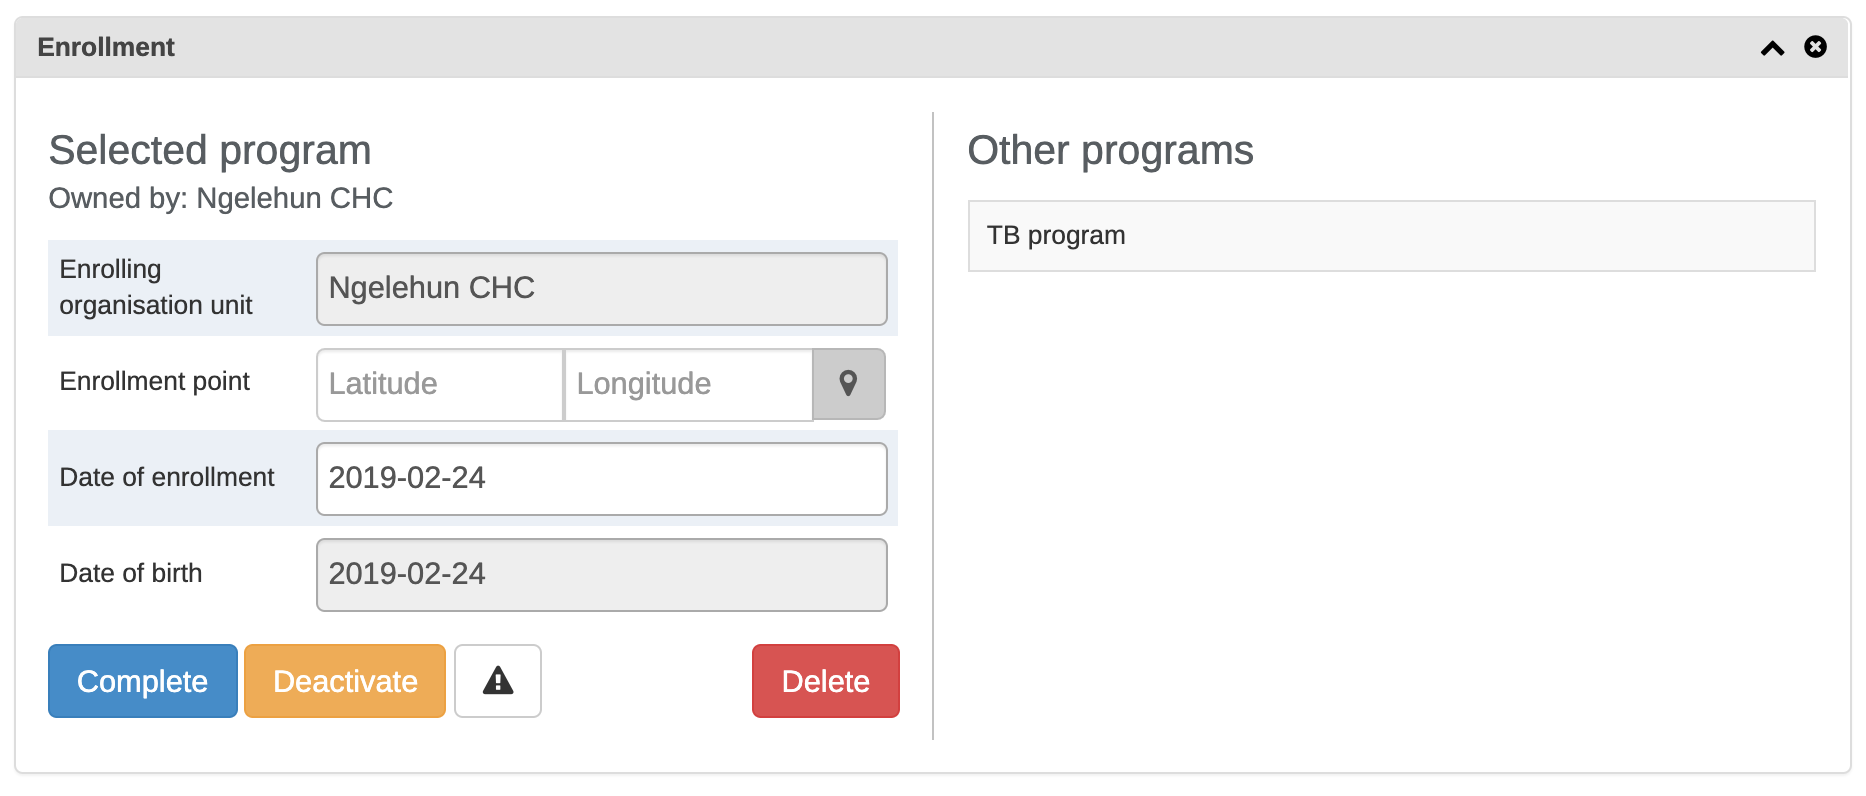 Enrollment
Selected program
Owned by: Ngelehun CHC
Enrolling
organisation unit
Ngelehun CHC
Enrollment point
Latitude
Longitude
Date of enrollment
2019-02-24
Date of birth
2019-02-24
Complete
Deactivate
Delete
Other programs
TB program